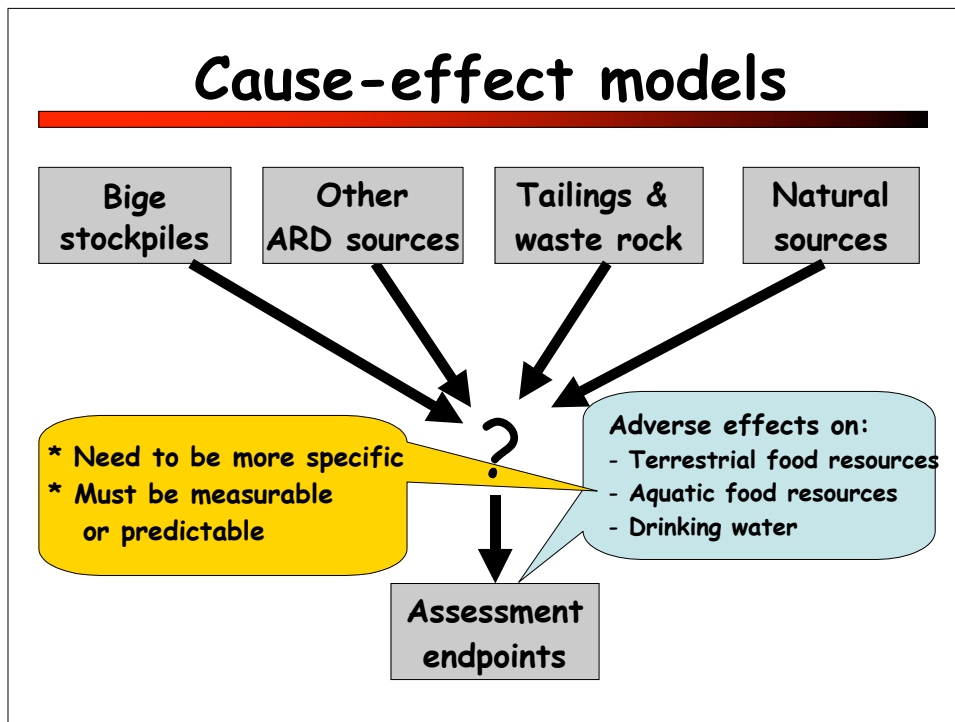 Cause-effect models
Bige
stockpiles
Other
ARD sources
Tailings &
waste rock
Natural
sources
?
* Need to be more specific
* Must be measurable
or predictable
Adverse effects on:
- Terrestrial food resources
- Aquatic food resources
- Drinking water
Assessment
endpoints